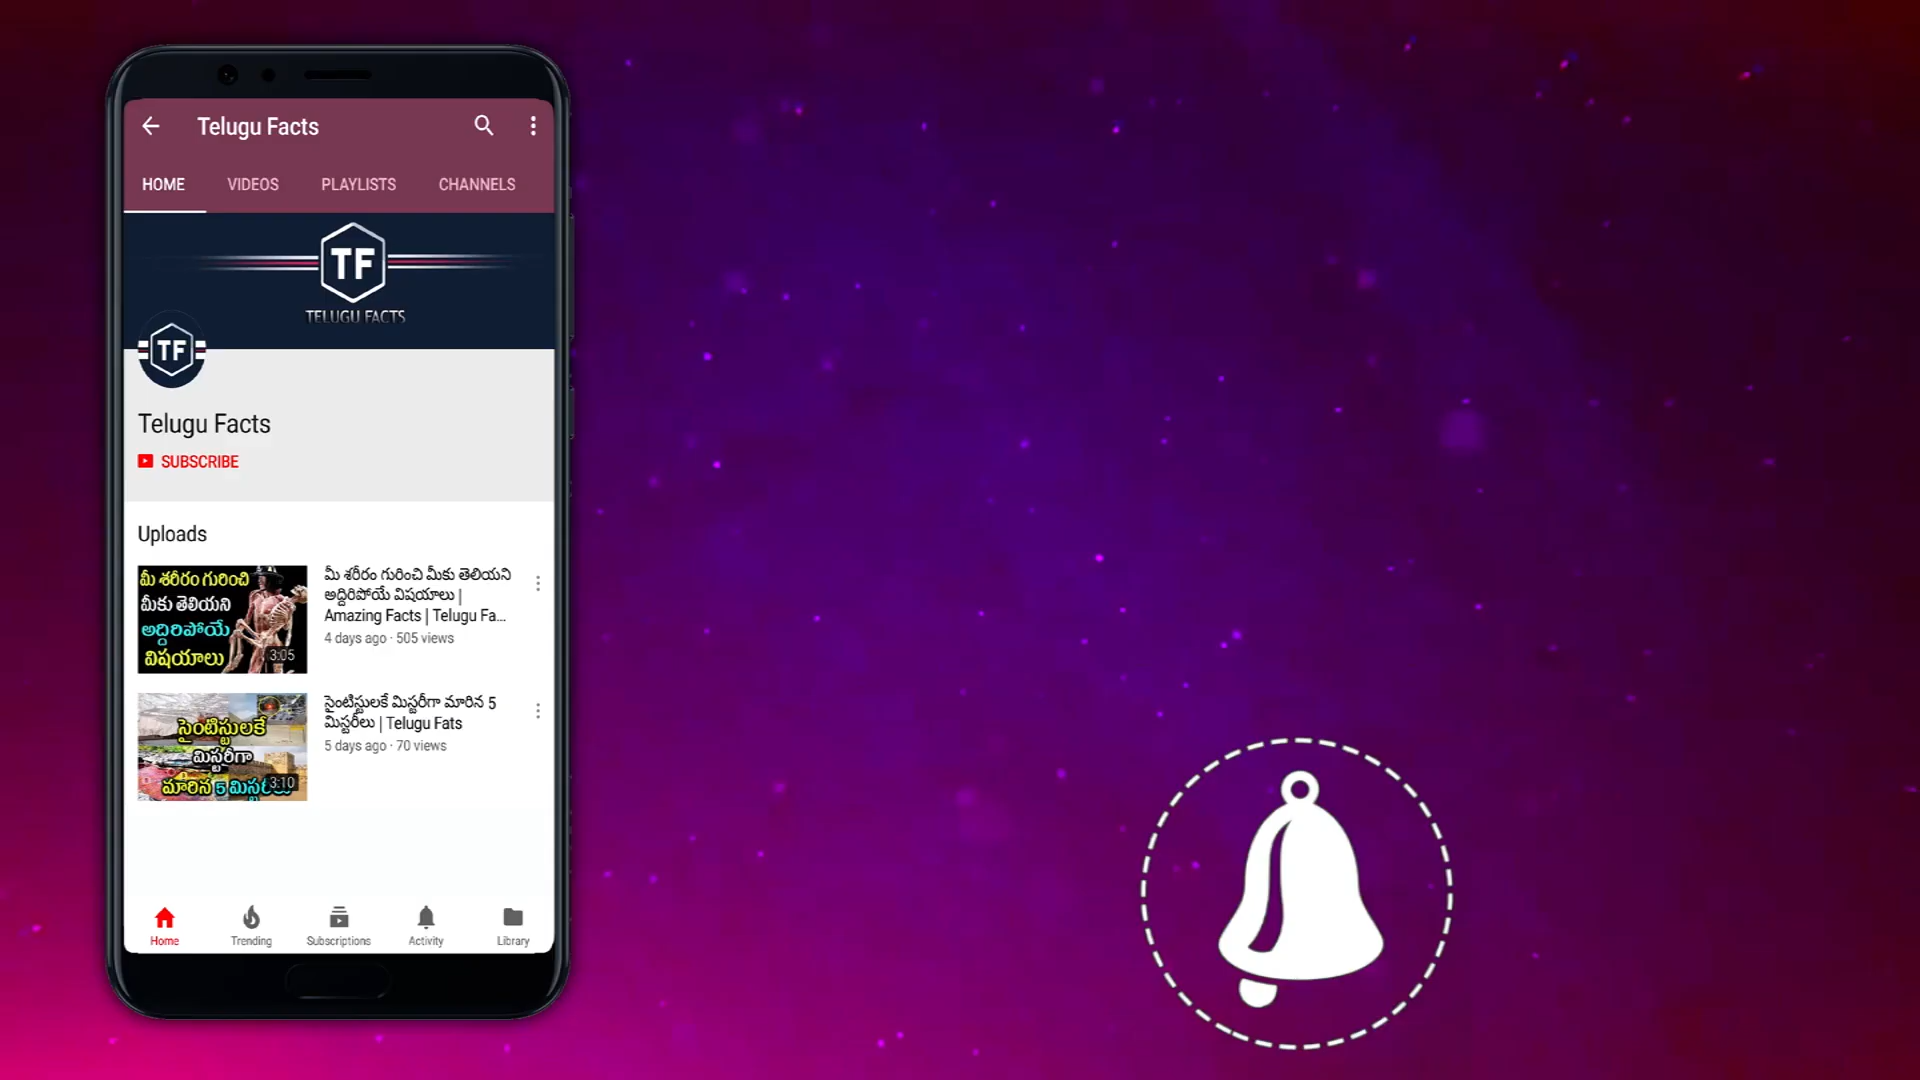 Telugu Facts
HOME VIDEOS PLAYLISTS CHANNELS
TF
TELUGU FACTS
TF
Telugu Facts
SUBSCRIBE
Uploads
మీ శరీరం గురించి
మీకు తెలియని
అద్దిరిపోయే
విషయాలు
3:05
మీ శరీరం గురించి మీకు తెలియని
అద్దిరిపోయే విషయాలు |
Amazing Facts | Telugu Fa...
4 days ago · 505 views
సైంటిస్టులకే
మిస్టరీగా
మారిన 5
3:10
సైంటిస్టులకే మిస్టరీగా మారిన 5
మిస్టరీలు | Telugu Fats
5 days ago · 70 views
Home Trending Subscriptions Activity Library